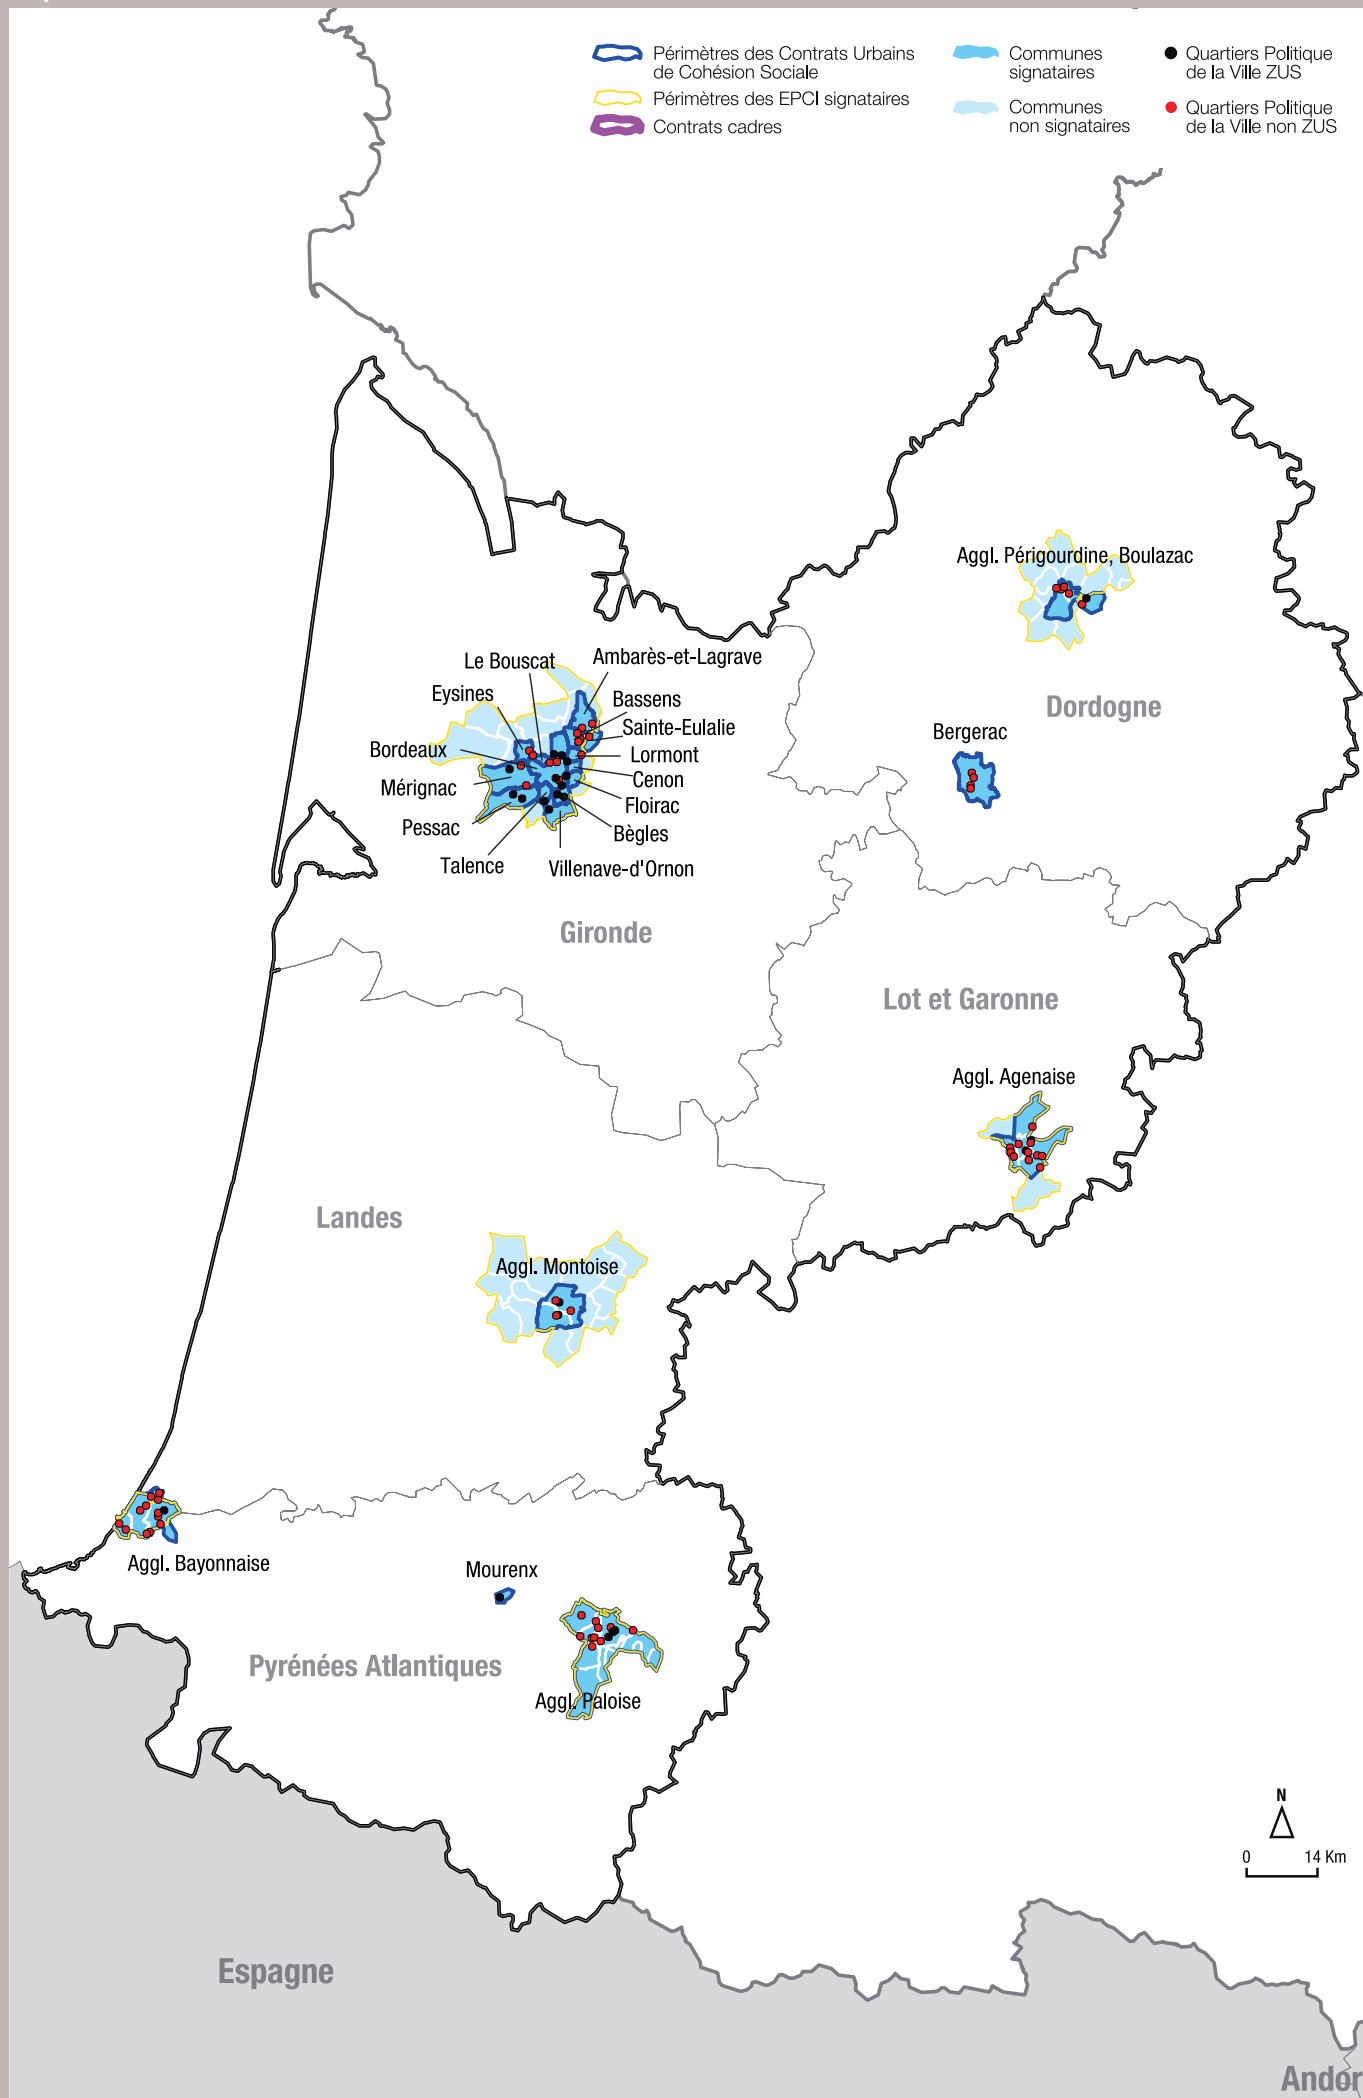 Périmètres des Contrats Urbains
de Cohésion Sociale
Périmètres des EPCI signataires
Contrats cadres
Communes
signataires
Communes
non signataires
Quartiers Politique
de la Ville ZUS
Quartiers Politique
de la Ville non ZUS
Aggl. Périgourdine, Boulazac
Dordogne
Bergerac
Le Bouscat
Ambarès-et-Lagrave
Eysines
Bassens
Sainte-Eulalie
Bordeaux
Lormont
Cenon
Mérignac
Floirac
Pessac
Bègles
Talence
Villenave-d'Ornon
Gironde
Lot et Garonne
Aggl. Agenaise
Landes
Aggl. Montoise
Aggl. Bayonnaise
Mourenx
Pyrénées Atlantiques
Aggl. Paloise
N
0 14 Km
Espagne
Andor